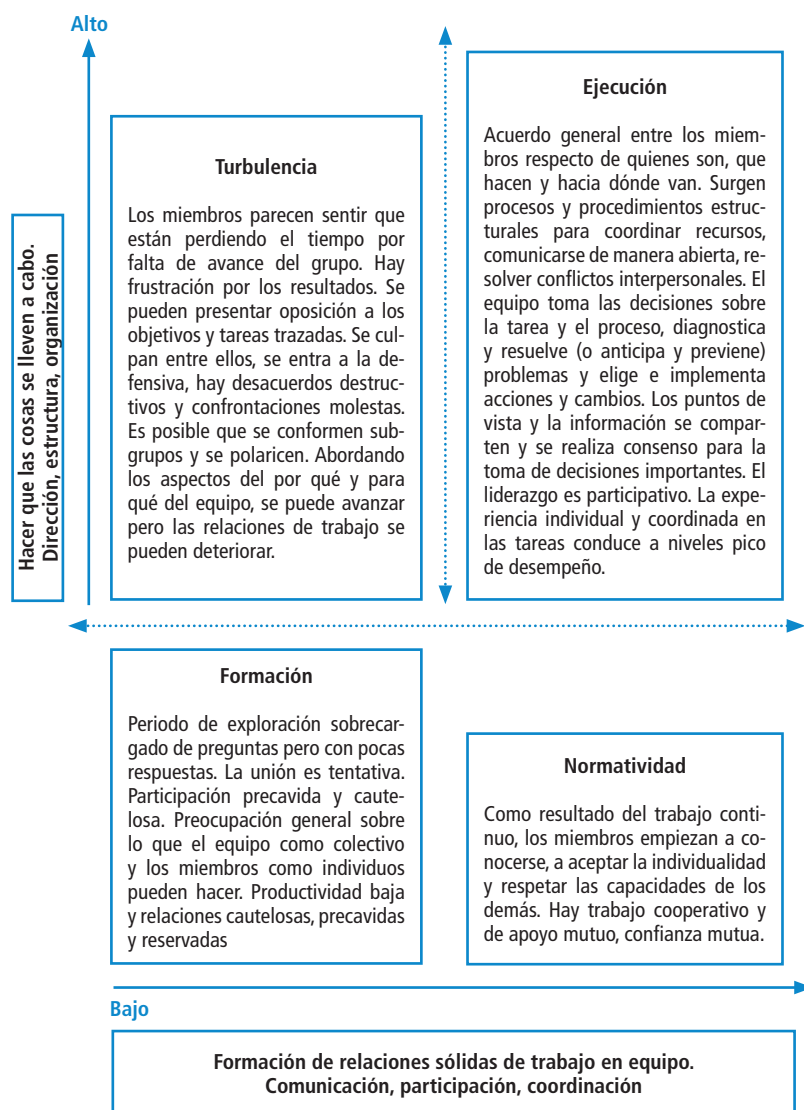 Alto
Hacer que las cosas se lleven a cabo.
Dirección, estructura, organización
Turbulencia
Los miembros parecen sentir que
están perdiendo el tiempo por
falta de avance del grupo. Hay
frustración por los resultados. Se
pueden presentar oposición a los
objetivos y tareas trazadas. Se cul-
pan entre ellos, se entra a la de-
fensiva, hay desacuerdos destruc-
tivos y confrontaciones molestas.
Es posible que se conformen sub-
grupos y se polaricen. Abordando
los aspectos del por qué y para
qué del equipo, se puede avanzar
pero las relaciones de trabajo se
pueden deteriorar.
Ejecución
Acuerdo general entre los miem-
bros respecto de quienes son, que
hacen y hacia dónde van. Surgen
procesos y procedimientos estruc-
turales para coordinar recursos,
comunicarse de manera abierta, re-
solver conflictos interpersonales. El
equipo toma las decisiones sobre
la tarea y el proceso, diagnostica
y resuelve (o anticipa y previene)
problemas y elige e implementa
acciones y cambios. Los puntos de
vista y la información se compar-
ten y se realiza consenso para la
toma de decisiones importantes. El
liderazgo es participativo. La expe-
riencia individual y coordinada en
las tareas conduce a niveles pico
de desempeño.
Formación
Periodo de exploración sobrecar-
gado de preguntas pero con pocas
respuestas. La unión es tentativa.
Participación precavida y caute-
losa. Preocupación general sobre
lo que el equipo como colectivo
y los miembros como individuos
pueden hacer. Productividad baja
y relaciones cautelosas, precavidas
y reservadas
Normatividad
Como resultado del trabajo conti-
nuo, los miembros empiezan a co-
nocerse, a aceptar la individualidad
y respetar las capacidades de los
demás. Hay trabajo cooperativo y
de apoyo mutuo, confianza mutua.
Bajo
Formación de relaciones sólidas de trabajo en equipo.
Comunicación, participación, coordinación